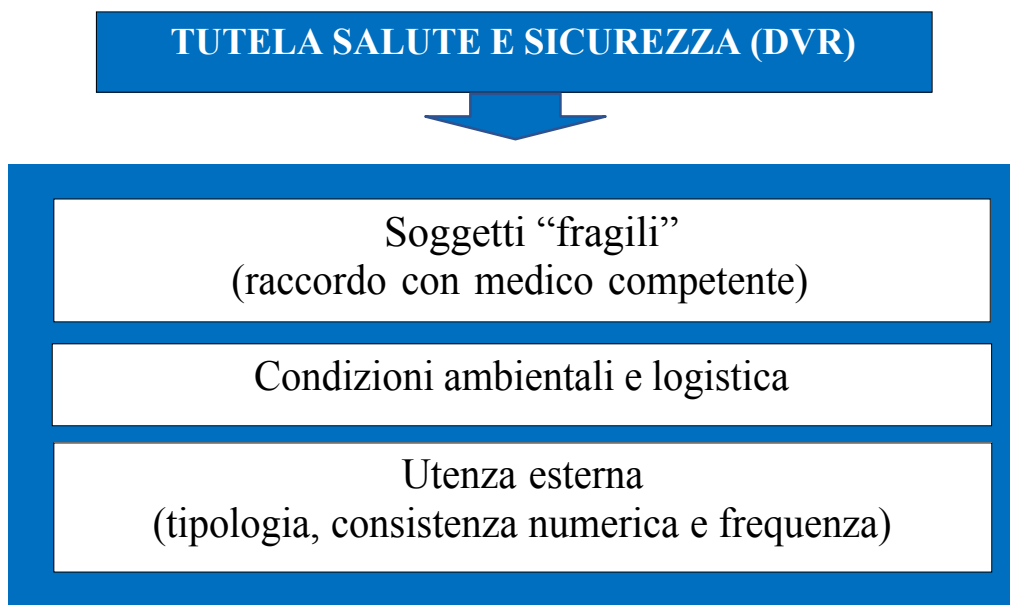 TUTELA SALUTE E SICUREZZA (DVR)
Soggetti “fragili”
(raccordo con medico competente)
Condizioni ambientali e logistica
Utenza esterna
(tipologia, consistenza numerica e frequenza)